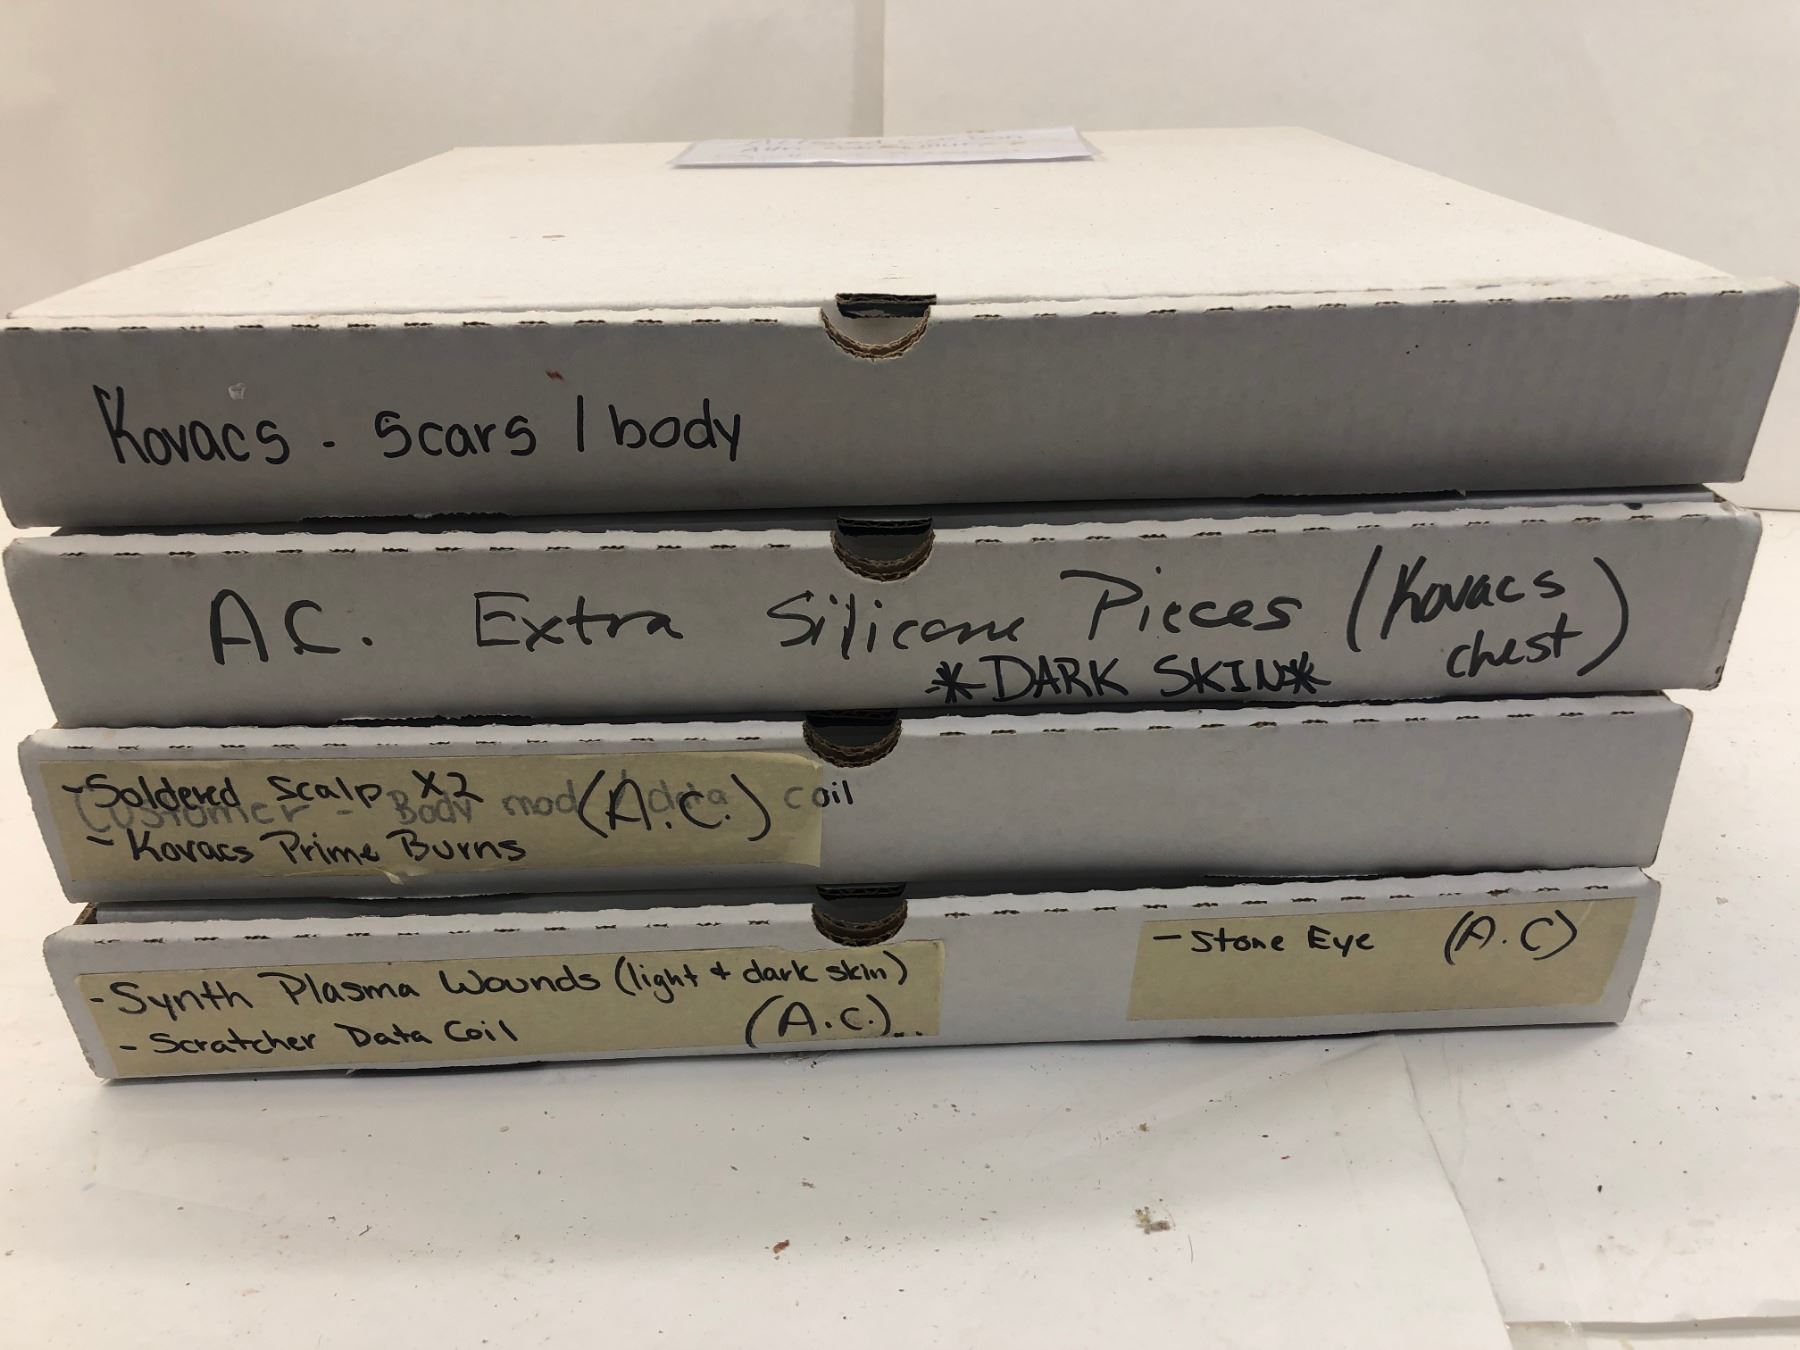 Kovacs - Scars / body
A.C. Extra Silicone Pieces (Kovacs chest)
*DARK SKIN*
-Soldered Scalp X2 (A.C.)
Customer - Body mod / data coil
- Kovacs Prime Burns
-Synth Plasma Wounds (light + dark skin)
- Scratcher Data Coil (A.C.)..
- Stone Eye (A.C)